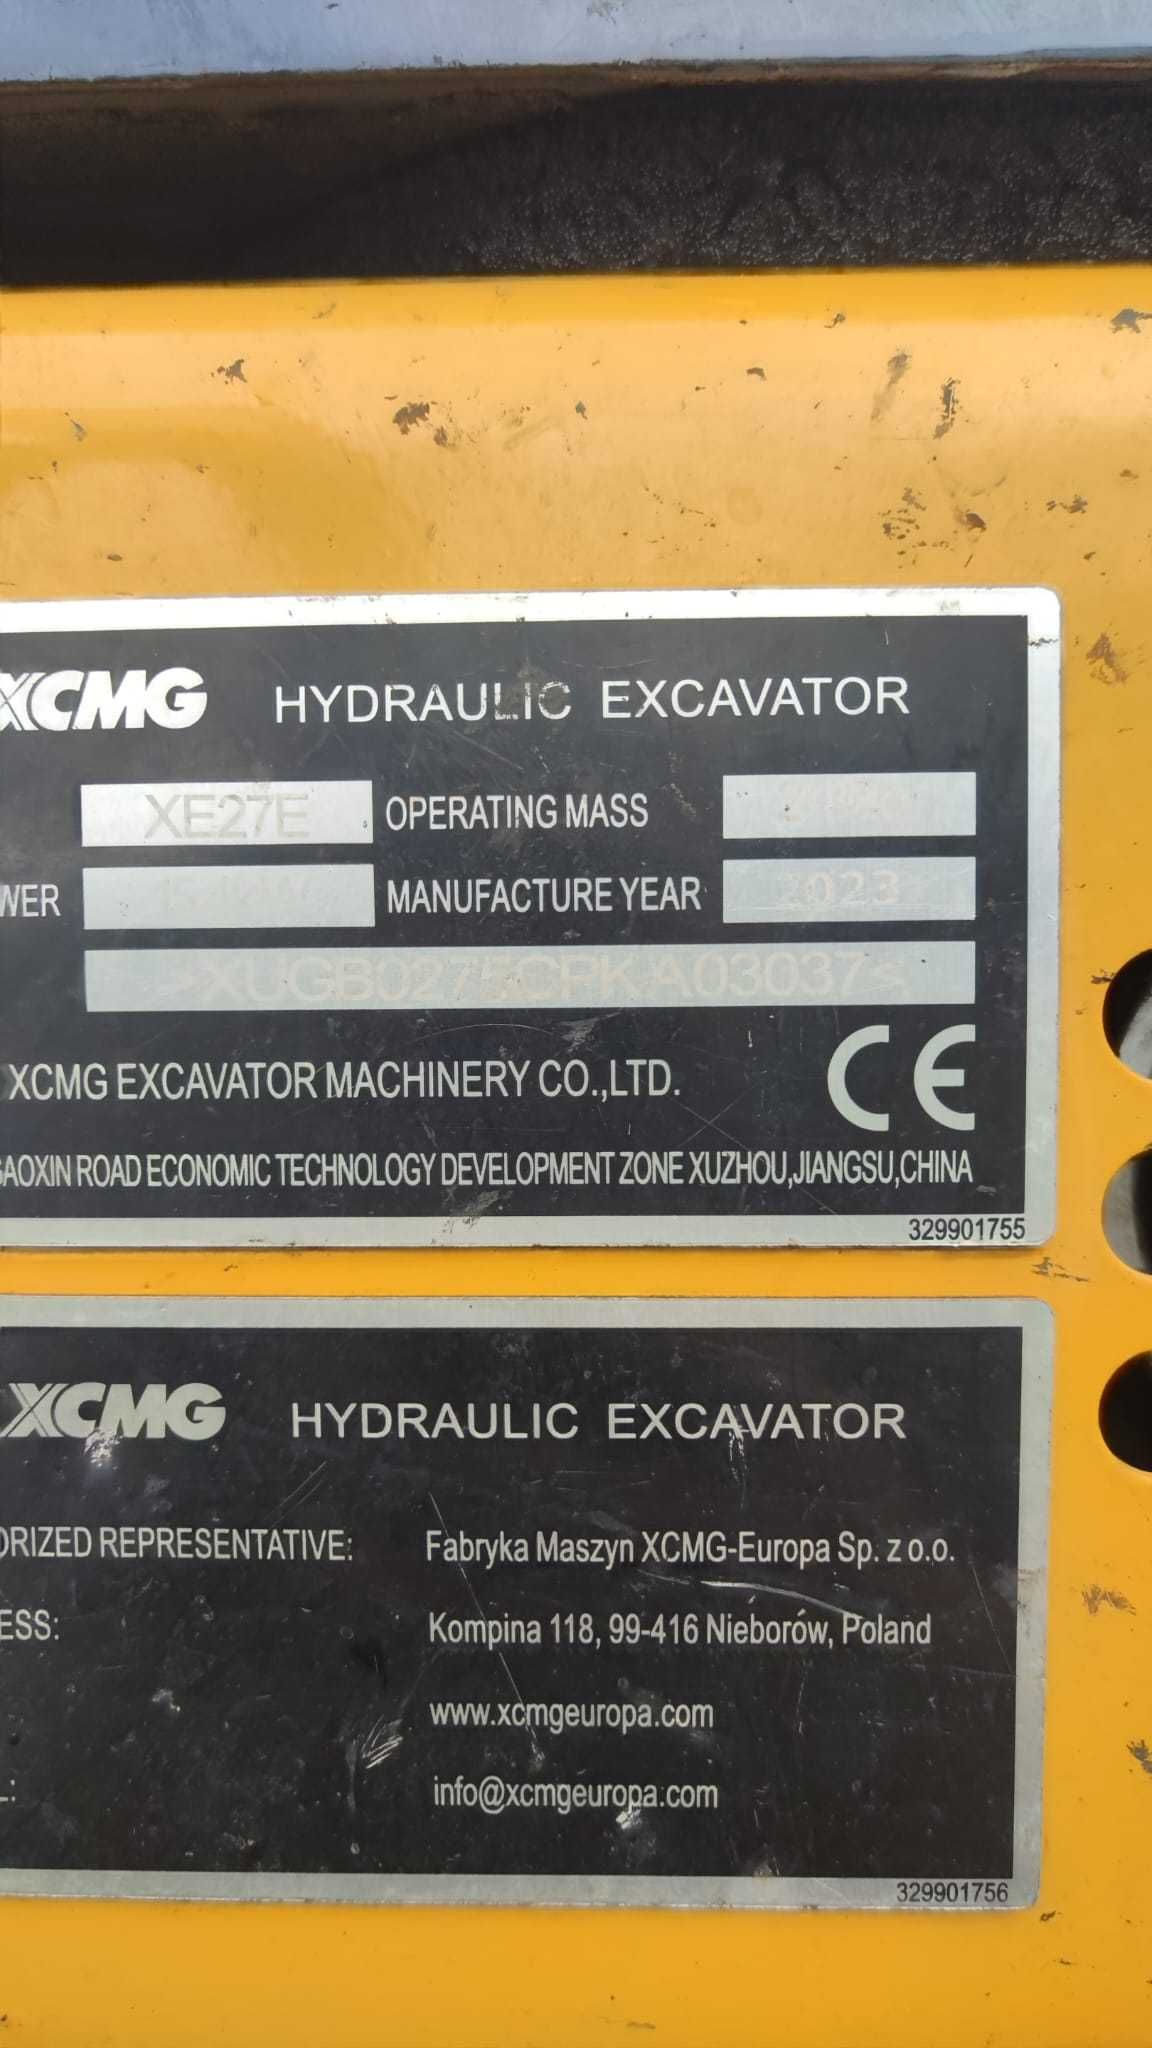 XCMG HYDRAULIC EXCAVATOR
XE27E OPERATING MASS
WER MANUFACTURE YEAR 2023
XCMG EXCAVATOR MACHINERY CO.,LTD. CE
GAOXIN ROAD ECONOMIC TECHNOLOGY DEVELOPMENT ZONE XUZHOU,JIANGSU,CHINA
329901755
XCMG HYDRAULIC EXCAVATOR
ORIZED REPRESENTATIVE: Fabryka Maszyn XCMG-Europa Sp. z o.o.
ESS: Kompina 118, 99-416 Nieborów, Poland
www.xcmgeuropa.com
L: info@xcmgeuropa.com
329901756